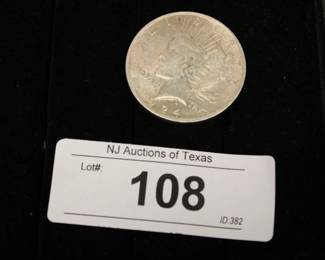 NJ Auctions of Texas
Lot#:
108
ID:382